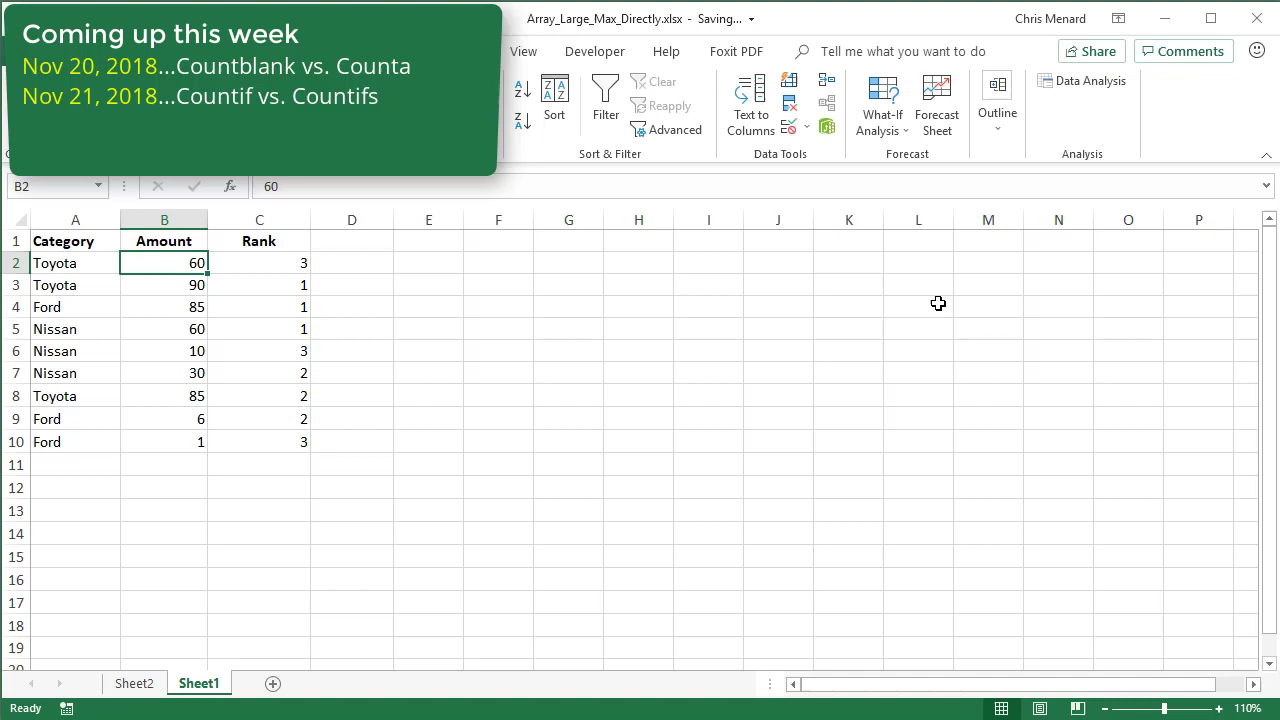 Coming up this week
Nov 20, 2018...Countblank vs. Counta
Nov 21, 2018...Countif vs. Countifs
Array_Large_Max_Directly.xlsx - Saving...
Chris Menard
View Developer Help Foxit PDF Tell me what you want to do Share Comments
Sort
Filter
Clear
Reapply
Advanced
Sort & Filter
Text to Columns
Data Tools
What-If Analysis
Forecast Sheet
Forecast
Outline
Data Analysis
Analysis
B2 fx 60
A B C D E F G H I J K L M N O P
1 Category Amount Rank
2 Toyota 60 3
3 Toyota 90 1
4 Ford 85 1
5 Nissan 60 1
6 Nissan 10 3
7 Nissan 30 2
8 Toyota 85 2
9 Ford 6 2
10 Ford 1 3
11
12
13
14
15
16
17
18
19
20
Sheet2 Sheet1
Ready 110%